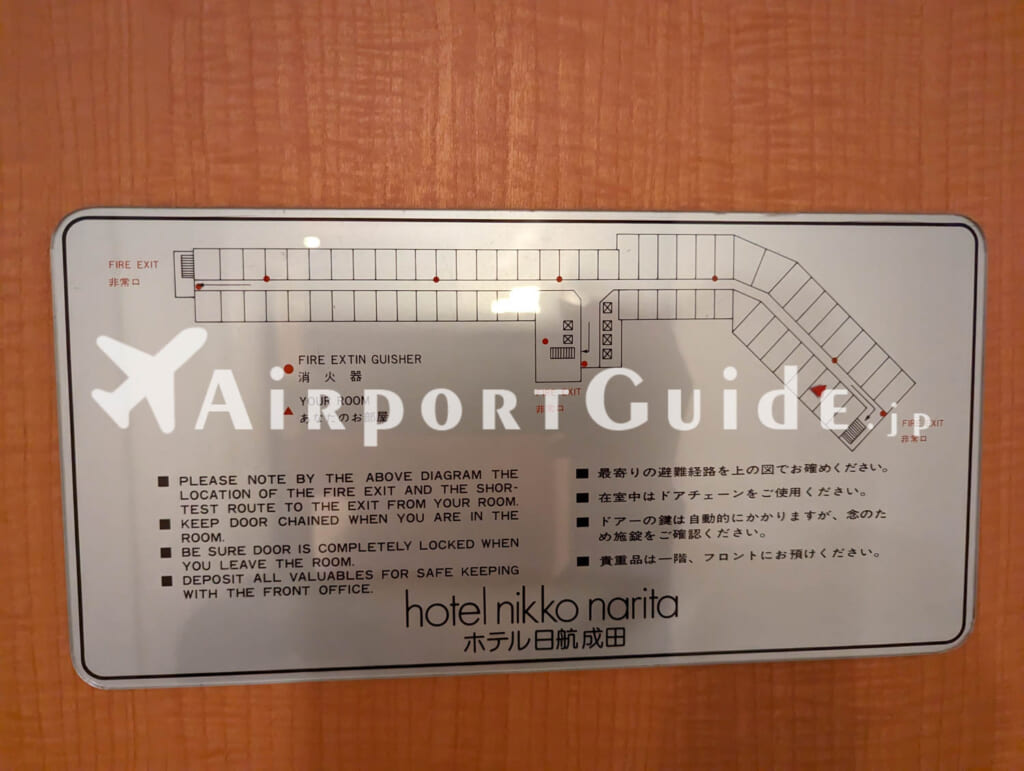 FIRE EXIT
非常口
FIRE EXTIN GUISHER
消火器
YOUR ROOM
あなたのお部屋
FIRE EXIT
非常口
FIRE EXIT
非常口
AIRPORTGUIDE.jp
■ PLEASE NOTE BY THE ABOVE DIAGRAM THE
LOCATION OF THE FIRE EXIT AND THE SHOR-
TEST ROUTE TO THE EXIT FROM YOUR ROOM.
■ KEEP DOOR CHAINED WHEN YOU ARE IN THE
ROOM.
■ BE SURE DOOR IS COMPLETELY LOCKED WHEN
YOU LEAVE THE ROOM.
■ DEPOSIT ALL VALUABLES FOR SAFE KEEPING
WITH THE FRONT OFFICE.
■ 最寄りの避難経路を上の図でお確めください。
■ 在室中はドアチェーンをご使用ください。
■ ドアーの鍵は自動的にかかりますが、念のた
め施錠をご確認ください。
■ 貴重品は一階、フロントにお預けください。
hotel nikko narita
ホテル日航成田